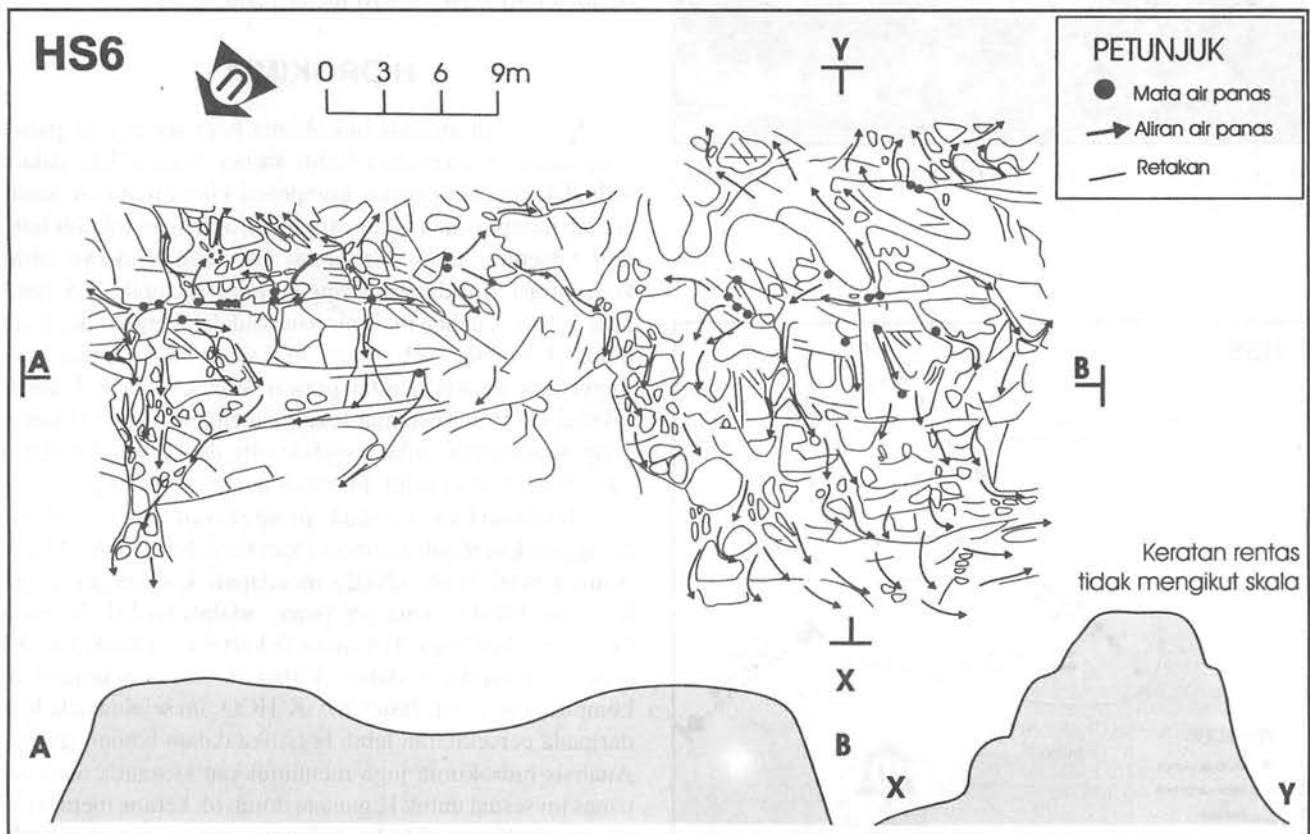 HS6
n
0 3 6 9m
Y
PETUNJUK
Mata air panas
Aliran air panas
Retakan
A
B
Keratan rentas
tidak mengikut skala
X
A
B
X
Y